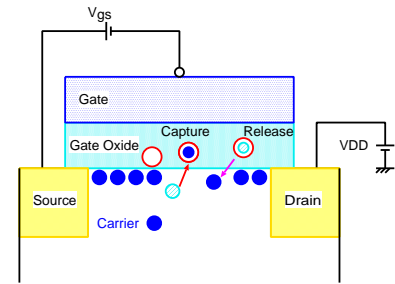 Vgs
Gate
Capture
Release
Gate Oxide
VDD
Source
Drain
Carrier